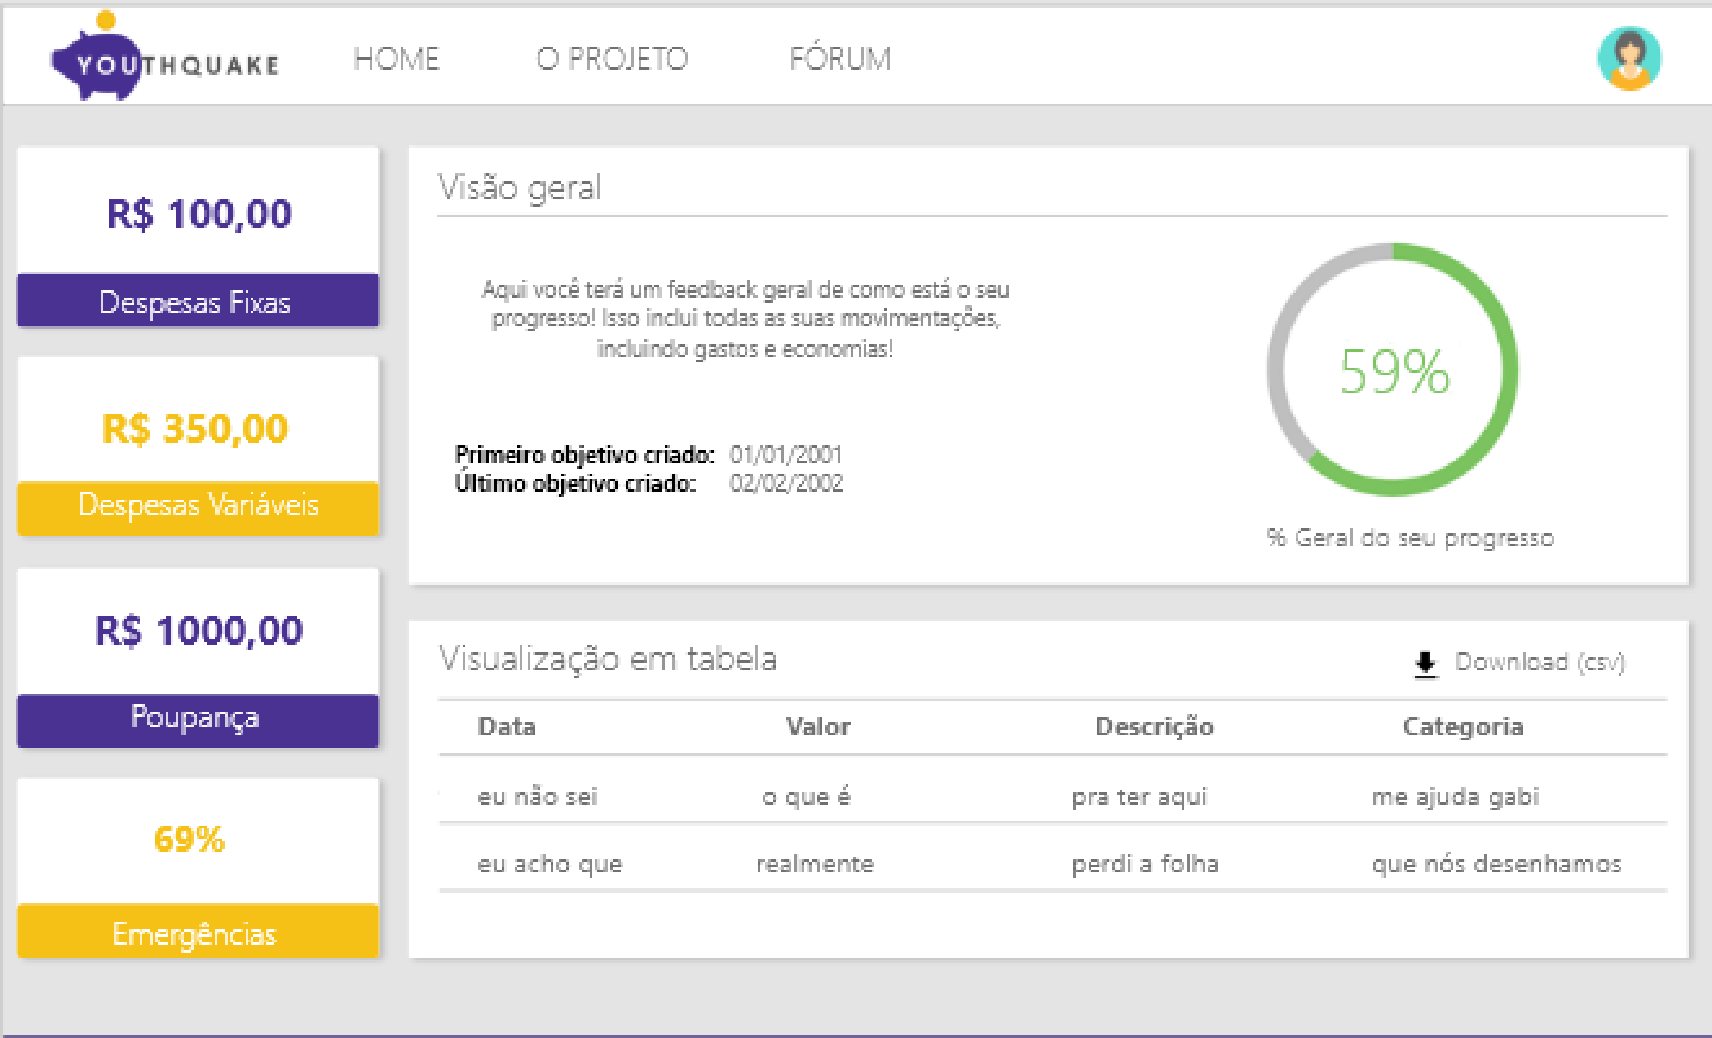 YOUTHQUAKE HOME O PROJETO FÓRUM
R$ 100,00
Despesas Fixas
R$ 350,00
Despesas Variáveis
R$ 1000,00
Poupança
69%
Emergências
Visão geral
Aqui você terá um feedback geral de como está o seu
progresso! Isso inclui todas as suas movimentações,
incluindo gastos e economias!
Primeiro objetivo criado: 01/01/2001
Último objetivo criado: 02/02/2002
59%
% Geral do seu progresso
Visualização em tabela Download (csv)
Data Valor Descrição Categoria
eu não sei o que é pra ter aqui me ajuda gabi
eu acho que realmente perdi a folha que nós desenhamos